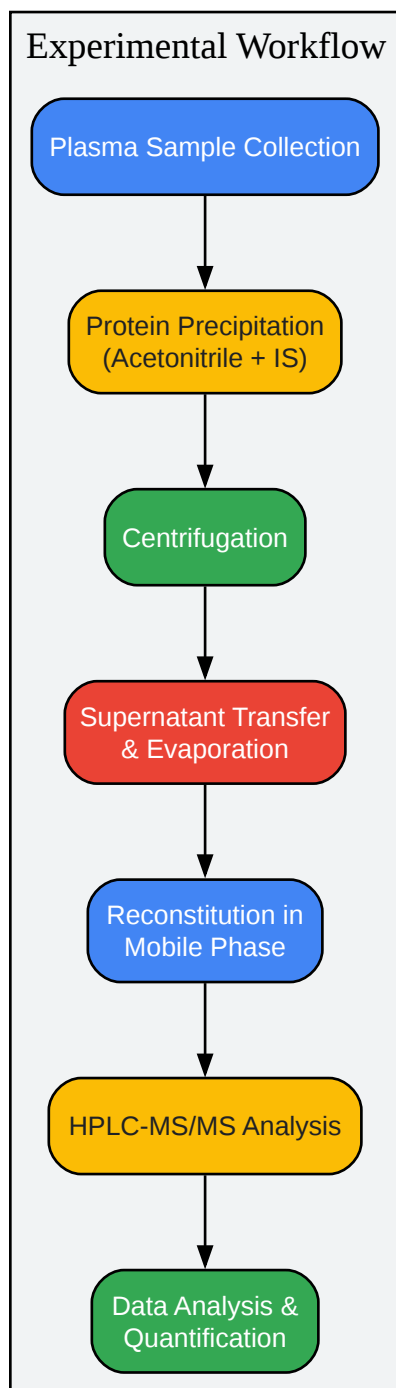 Experimental Workflow
Plasma Sample Collection
Protein Precipitation
(Acetonitrile + IS)
Centrifugation
Supernatant Transfer
& Evaporation
Reconstitution in
Mobile Phase
HPLC-MS/MS Analysis
Data Analysis &
Quantification